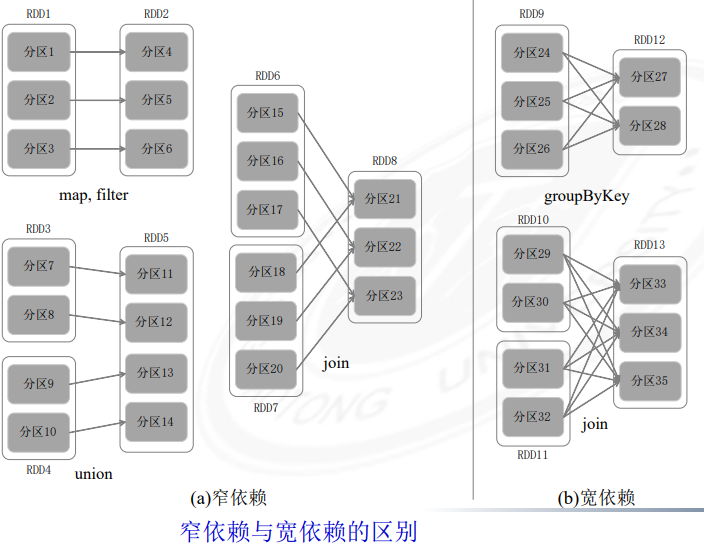 RDD1
RDD2
分区1
分区4
分区2
分区5
分区3
分区6
map, filter
RDD3
RDD5
分区7
分区11
分区8
分区12
分区9
分区13
分区10
分区14
RDD4
union
RDD6
分区15
分区16
分区17
RDD8
分区21
分区22
分区23
分区18
分区19
分区20
RDD7
join
(a)窄依赖
RDD9
RDD12
分区24
分区27
分区25
分区28
分区26
groupByKey
RDD10
RDD13
分区29
分区33
分区30
分区34
分区31
分区35
分区32
RDD11
join
(b)宽依赖
窄依赖与宽依赖的区别